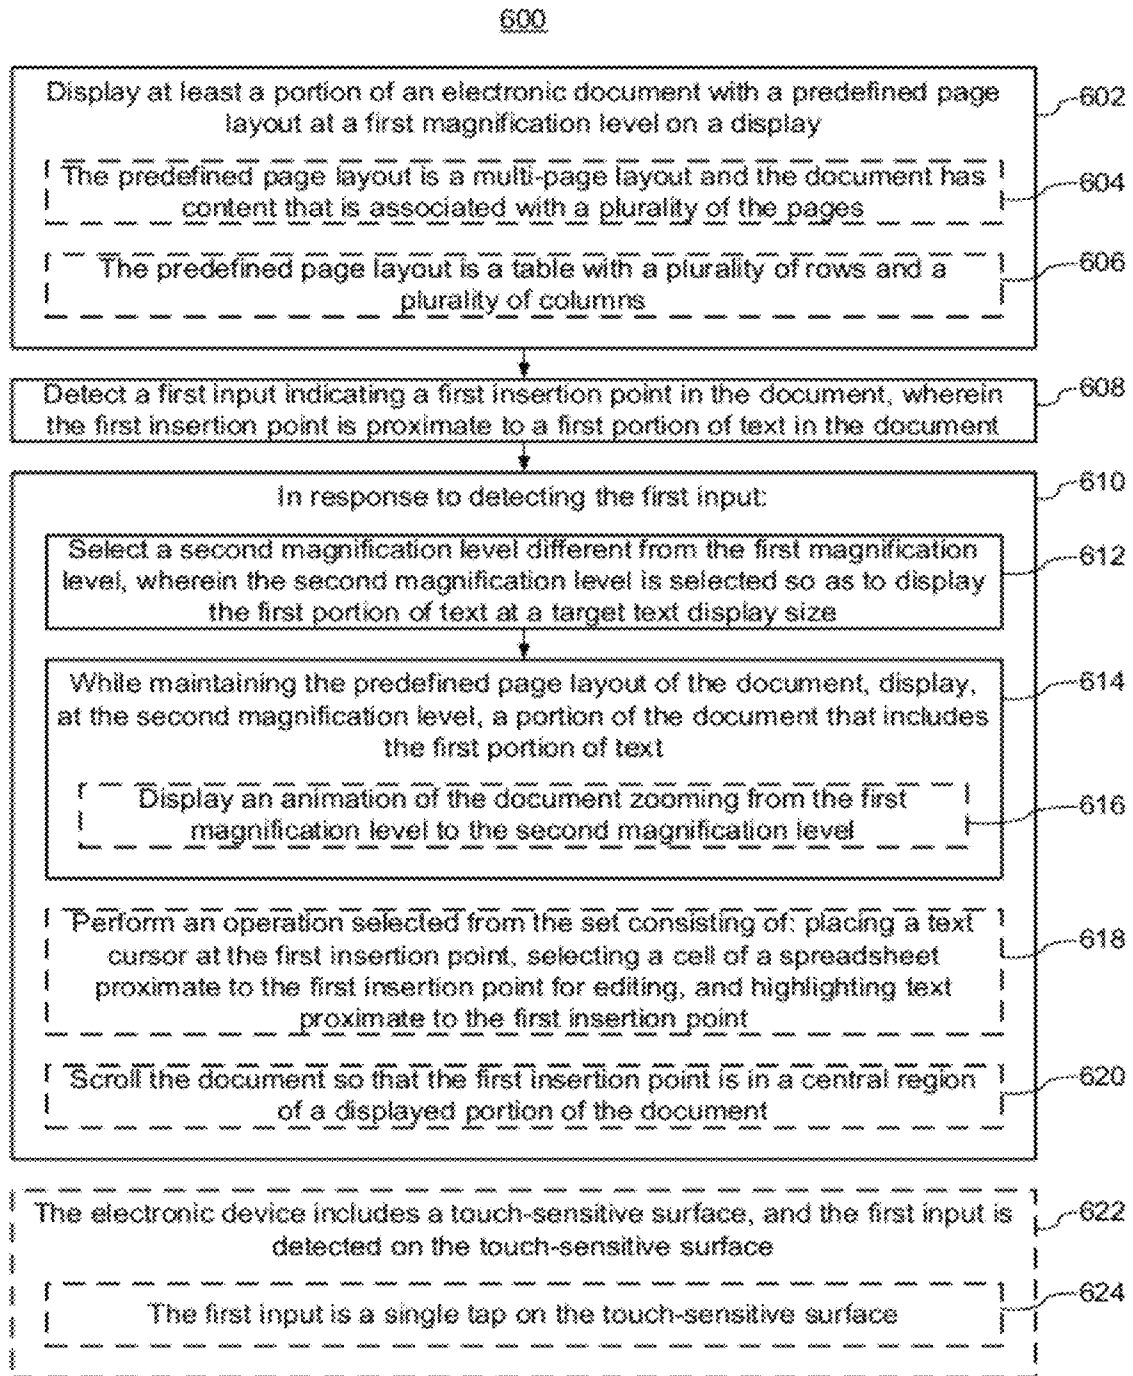 600
Display at least a portion of an electronic document with a predefined page
layout at a first magnification level on a display
602
The predefined page layout is a multi-page layout and the document has
content that is associated with a plurality of the pages
604
The predefined page layout is a table with a plurality of rows and a
plurality of columns
606
Detect a first input indicating a first insertion point in the document, wherein
the first insertion point is proximate to a first portion of text in the document
608
In response to detecting the first input:
610
Select a second magnification level different from the first magnification
level, wherein the second magnification level is selected so as to display
the first portion of text at a target text display size
612
While maintaining the predefined page layout of the document, display,
at the second magnification level, a portion of the document that includes
the first portion of text
614
Display an animation of the document zooming from the first
magnification level to the second magnification level
616
Perform an operation selected from the set consisting of: placing a text
cursor at the first insertion point, selecting a cell of a spreadsheet
proximate to the first insertion point for editing, and highlighting text
proximate to the first insertion point
618
Scroll the document so that the first insertion point is in a central region
of a displayed portion of the document
620
The electronic device includes a touch-sensitive surface, and the first input is
detected on the touch-sensitive surface
622
The first input is a single tap on the touch-sensitive surface
624